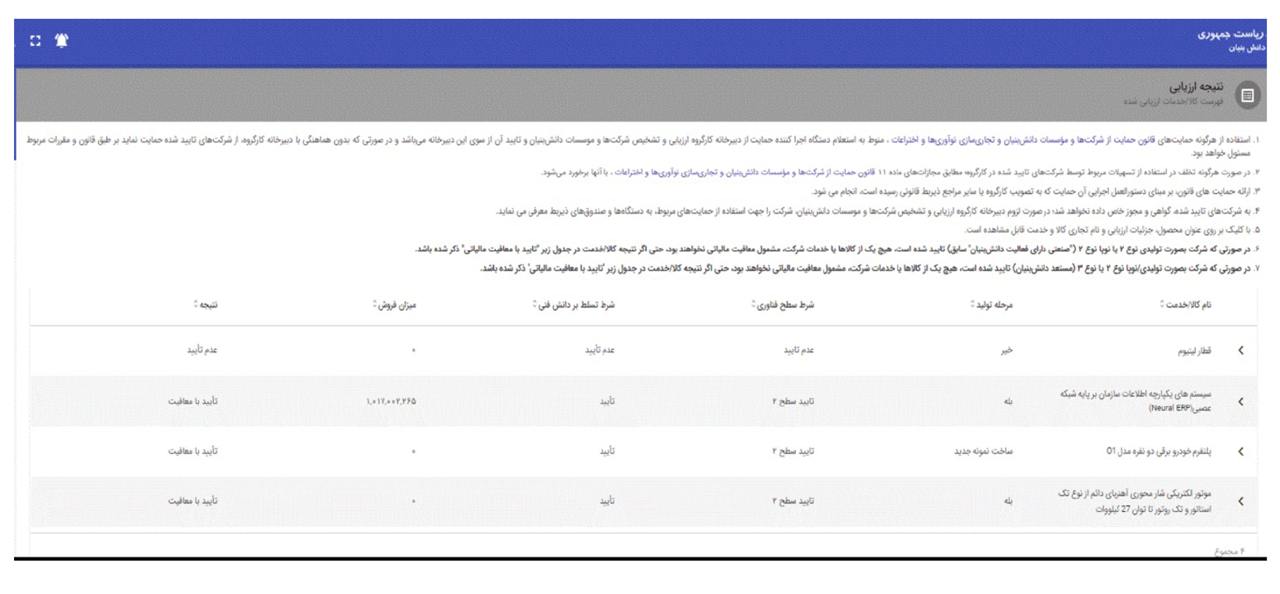 ریاست جمهوری
دانش بنیان
نتیجه ارزیابی
فهرست کالا/خدمات ارزیابی شده
۱. استفاده از هرگونه حمایت‌های قانون حمایت از شرکت‌ها و مؤسسات دانش‌بنیان و تجاری‌سازی نوآوری‌ها و اختراعات ، منوط به استعلام دستگاه اجرا کننده حمایت از دبیرخانه کارگروه ارزیابی و تشخیص شرکت‌ها و موسسات دانش‌بنیان و تایید آن از سوی این دبیرخانه می‌باشد و در صورتی که بدون هماهنگی با دبیرخانه کارگروه، از شرکت‌های تایید شده حمایت نماید بر طبق قانون و مقررات مربوط
مسئول خواهد بود.
۲. در صورت هرگونه تخلف در استفاده از تسهیلات مربوط توسط شرکت‌های تایید شده در کارگروه مطابق مجازات‌های ماده ۱۱ قانون حمایت از شرکت‌ها و مؤسسات دانش‌بنیان و تجاری‌سازی نوآوری‌ها و اختراعات ، با آنها برخورد می‌شود.
۳. ارائه حمایت های قانون، بر مبنای دستورالعمل اجرایی آن حمایت که به تصویب کارگروه یا سایر مراجع ذیربط قانونی رسیده است، انجام می شود.
۴. به شرکت‌های تایید شده، گواهی و مجوز خاص داده نخواهد شد؛ در صورت لزوم دبیرخانه کارگروه ارزیابی و تشخیص شرکت‌ها و موسسات دانش‌بنیان، شرکت را جهت استفاده از حمایت‌های مربوط، به دستگاه‌ها و صندوق‌های ذیربط معرفی می نماید.
۵. با کلیک بر روی عنوان محصول، جزئیات ارزیابی و نام تجاری کالا و خدمت قابل مشاهده است.
۶. در صورتی که شرکت بصورت تولیدی نوع ۲ یا نوپا نوع ۲ ("صنعتی دارای فعالیت دانش‌بنیان" سابق) تایید شده است، هیچ یک از کالاها یا خدمات شرکت، مشمول معافیت مالیاتی نخواهند بود، حتی اگر نتیجه کالا/خدمت در جدول زیر "تایید با معافیت مالیاتی" ذکر شده باشد.
۷. در صورتی که شرکت بصورت تولیدی/نوپا نوع ۲ یا نوع ۳ (مستعد دانش‌بنیان) تایید شده است، هیچ یک از کالاها یا خدمات شرکت، مشمول معافیت مالیاتی نخواهند بود، حتی اگر نتیجه کالا/خدمت در جدول زیر "تایید با معافیت مالیاتی" ذکر شده باشد.
نام کالا/خدمت مرحله تولید شرط سطح فناوری شرط تسلط بر دانش فنی میزان فروش نتیجه
قطار لیتیوم خیر عدم تایید عدم تأیید ۰ عدم تأیید
سیستم های یکپارچه اطلاعات سازمان بر پایه شبکه
عصبی(Neural ERP) بله تایید سطح ۲ تأیید ۱,۰۱۷,۰۰۲,۲۶۵ تأیید با معافیت
پلتفرم خودرو برقی دو نفره مدل O1 ساخت نمونه جدید تایید سطح ۲ تأیید ۰ تأیید با معافیت
موتور الکتریکی شار محوری آهنربای دائم از نوع تک
استاتور و تک روتور تا توان 27 کیلووات بله تایید سطح ۲ تأیید ۰ تأیید با معافیت
۴ مجموع